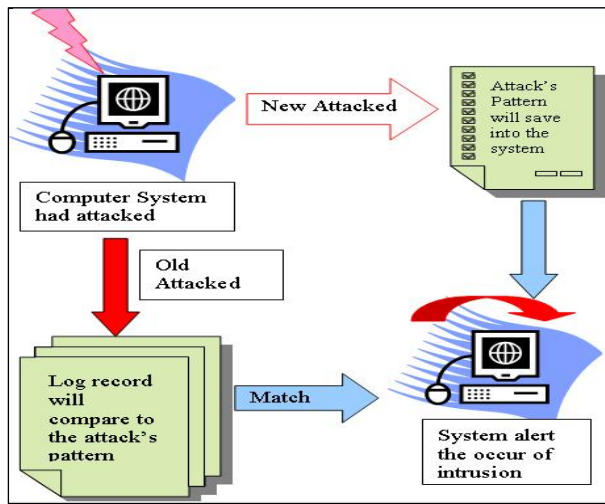 New Attacked
Attack's
Pattern
will save
into the
system
Computer System
had attacked
Old
Attacked
Log record
will
compare to
the attack's
pattern
Match
System alert
the occur of
intrusion